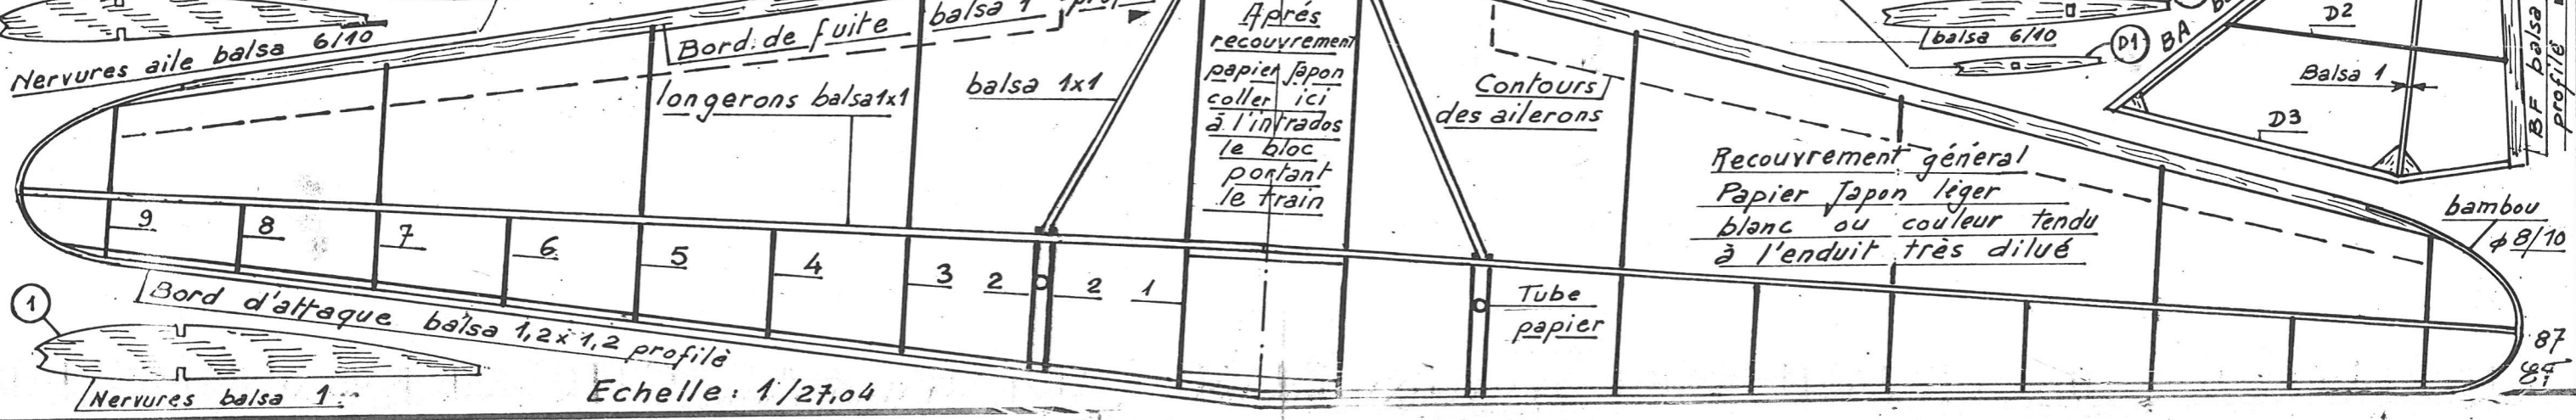 Nervures aile balsa 6/10
Bord de fuite
balsa 1
longerons balsa 1x1
balsa 1x1
Aprés
recouvrement
papier Japon
coller ici
à l'intrados
le bloc
portant
le train
Contours
des ailerons
balsa 6/10
D1
BA
D2
Balsa 1
D3
BF balsa
profilé
Recouvrement général
Papier Japon léger
blanc ou couleur tendu
à l'enduit très dilué
bambou
ϕ 8/10
9
8
7
6
5
4
3
2
2
1
Tube
papier
1
Bord d'attaque balsa 1,2x1,2 profilé
Nervures balsa 1
Echelle: 1/27,04
87